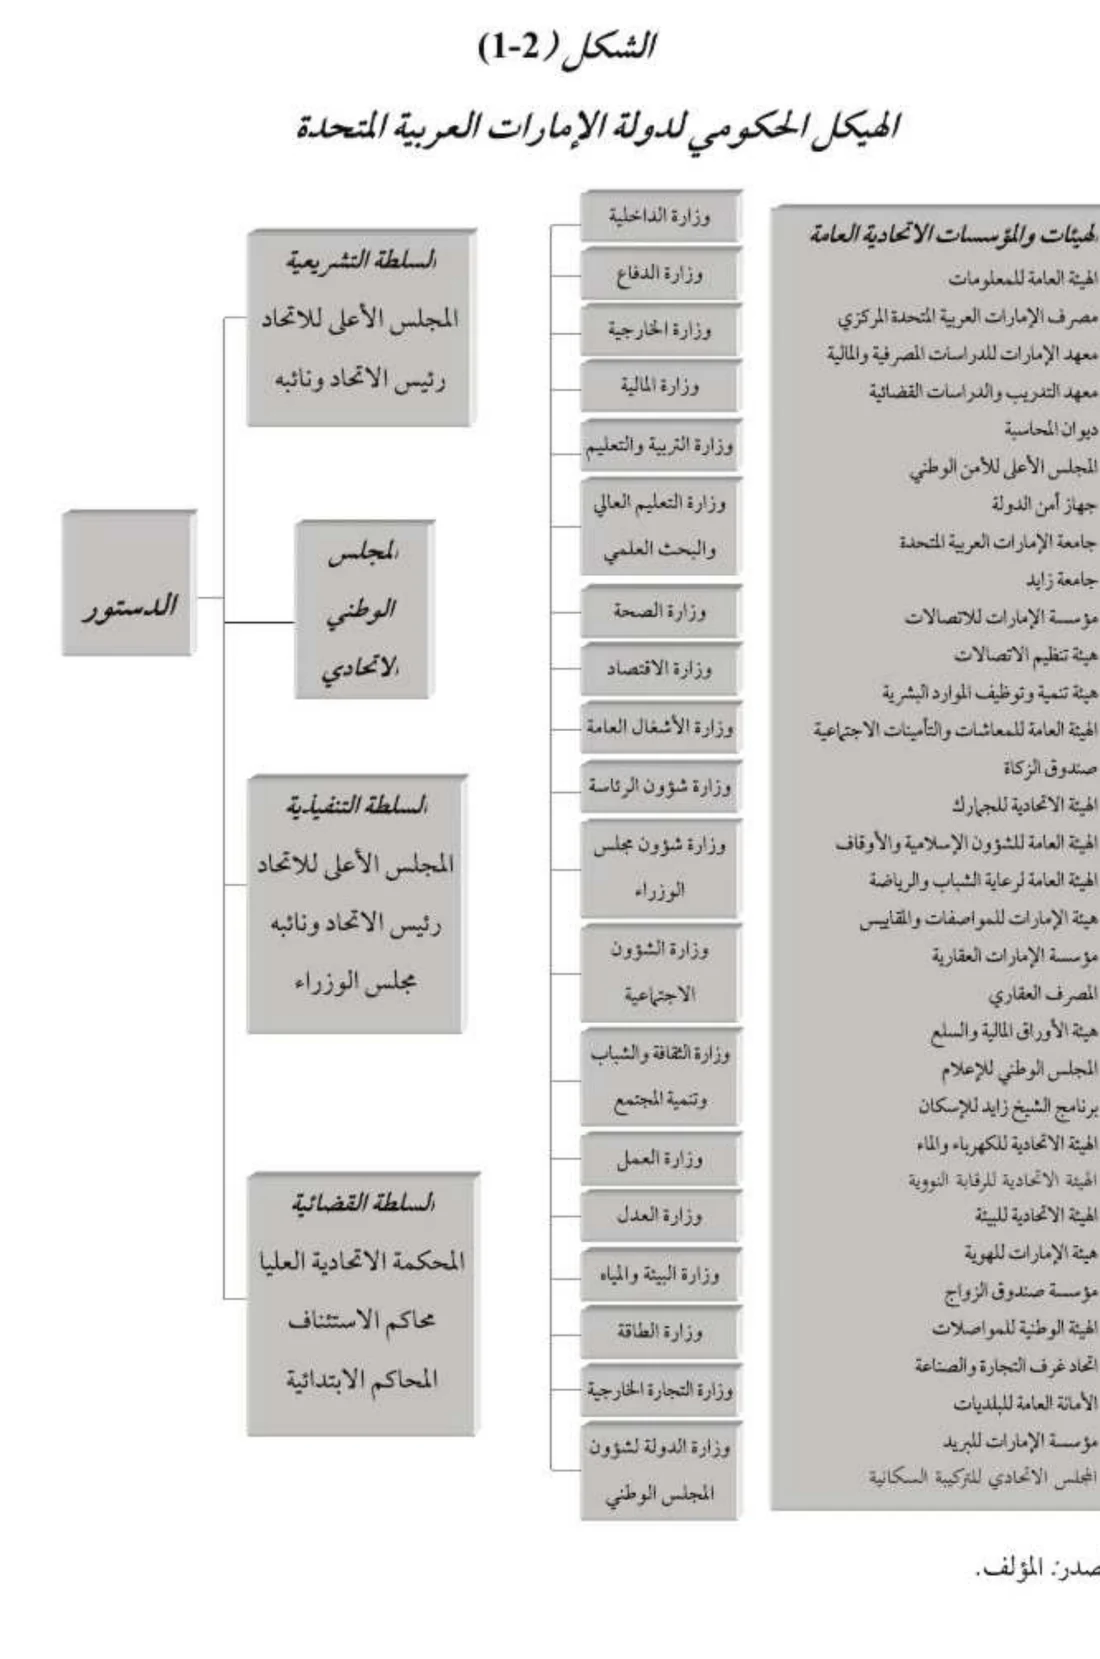 الشكل (2-1)
الهيكل الحكومي لدولة الإمارات العربية المتحدة
الهيئات والمؤسسات الاتحادية العامة
الهيئة العامة للمعلومات
مصرف الإمارات العربية المتحدة المركزي
معهد الإمارات للدراسات المصرفية والمالية
معهد التدريب والدراسات القضائية
ديوان المحاسبة
المجلس الأعلى للأمن الوطني
جهاز أمن الدولة
جامعة الإمارات العربية المتحدة
جامعة زايد
مؤسسة الإمارات للاتصالات
هيئة تنظيم الاتصالات
هيئة تنمية وتوظيف الموارد البشرية
الهيئة العامة للمعاشات والتأمينات الاجتماعية
صندوق الزكاة
الهيئة الاتحادية للجمارك
الهيئة العامة للشؤون الإسلامية والأوقاف
الهيئة العامة لرعاية الشباب والرياضة
هيئة الإمارات للمواصفات والمقاييس
مؤسسة الإمارات العقارية
المصرف العقاري
هيئة الأوراق المالية والسلع
المجلس الوطني للإعلام
برنامج الشيخ زايد للإسكان
الهيئة الاتحادية للكهرباء والماء
الهيئة الاتحادية للرقابة النووية
الهيئة الاتحادية للبيئة
هيئة الإمارات للهوية
مؤسسة صندوق الزواج
الهيئة الوطنية للمواصلات
اتحاد غرف التجارة والصناعة
الأمانة العامة للبلديات
مؤسسة الإمارات للبريد
المجلس الاتحادي للتركيبة السكانية
وزارة الداخلية
وزارة الدفاع
وزارة الخارجية
وزارة المالية
وزارة التربية والتعليم
وزارة التعليم العالي
والبحث العلمي
وزارة الصحة
وزارة الاقتصاد
وزارة الأشغال العامة
وزارة شؤون الرئاسة
وزارة شؤون مجلس
الوزراء
وزارة الشؤون
الاجتماعية
وزارة الثقافة والشباب
وتنمية المجتمع
وزارة العمل
وزارة العدل
وزارة البيئة والمياه
وزارة الطاقة
وزارة التجارة الخارجية
وزارة الدولة لشؤون
المجلس الوطني
السلطة التشريعية
المجلس الأعلى للاتحاد
رئيس الاتحاد ونائبه
المجلس
الوطني
الاتحادي
السلطة التنفيذية
المجلس الأعلى للاتحاد
رئيس الاتحاد ونائبه
مجلس الوزراء
السلطة القضائية
المحكمة الاتحادية العليا
محاكم الاستئناف
المحاكم الابتدائية
الدستور
صدر: المؤلف.